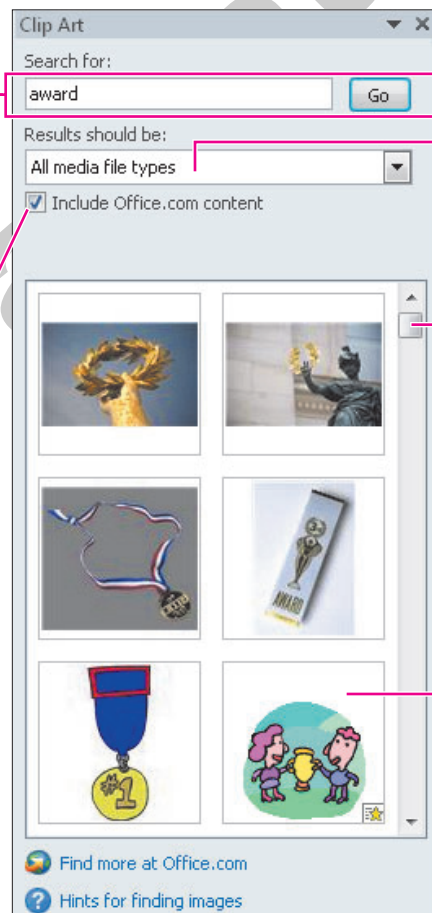 Clip Art
Search for:
award
Go
Results should be:
All media file types
Include Office.com content
AWARD
#1
Find more at Office.com
Hints for finding images